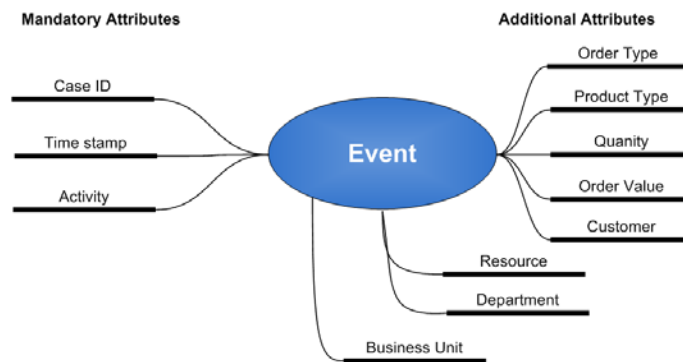 Mandatory Attributes
Additional Attributes
Case ID
Time stamp
Activity
Event
Order Type
Product Type
Quanity
Order Value
Customer
Resource
Department
Business Unit